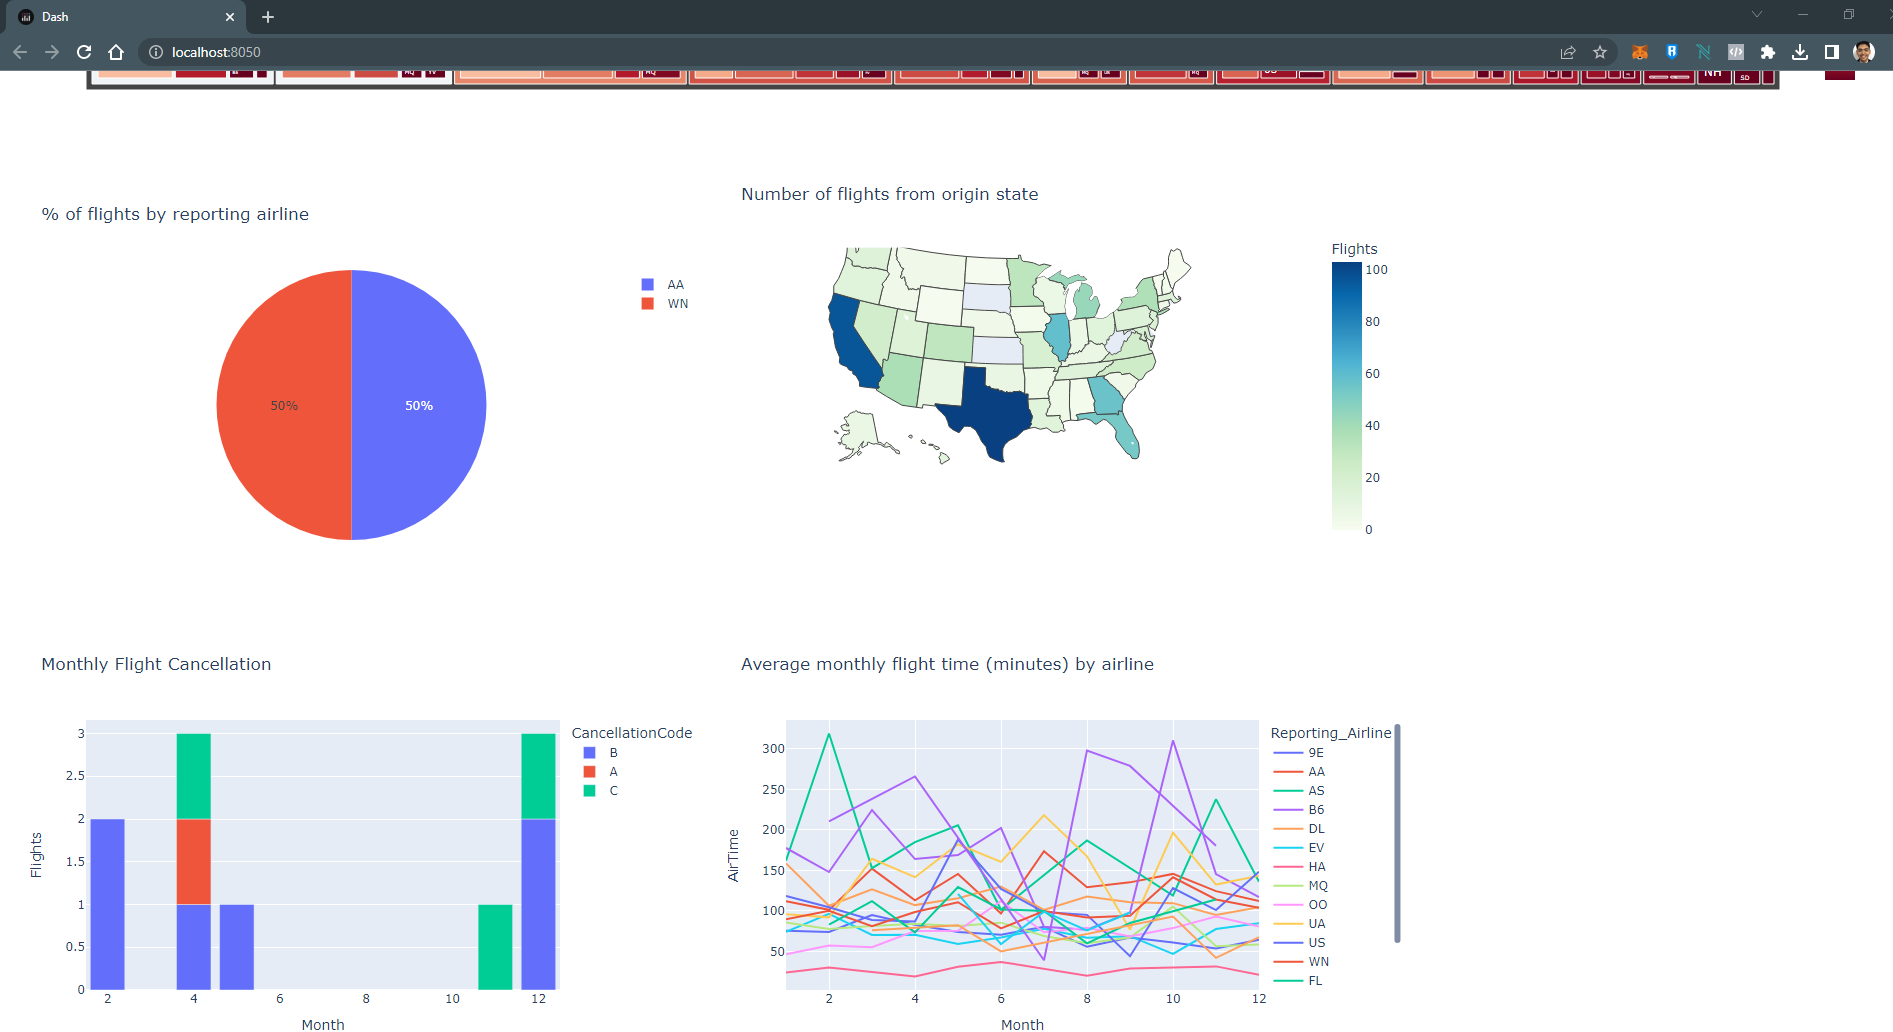 Dash
localhost:8050
MQ
MQ
NH
SD
% of flights by reporting airline
50%
50%
AA
WN
Number of flights from origin state
Flights
100
80
60
40
20
0
Monthly Flight Cancellation
Flights
3
2.5
2
1.5
1
0.5
0
2
4
6
8
10
12
Month
CancellationCode
B
A
C
Average monthly flight time (minutes) by airline
AirTime
300
250
200
150
100
50
2
4
6
8
10
12
Month
Reporting_Airline
9E
AA
AS
B6
DL
EV
HA
MQ
OO
UA
US
WN
FL